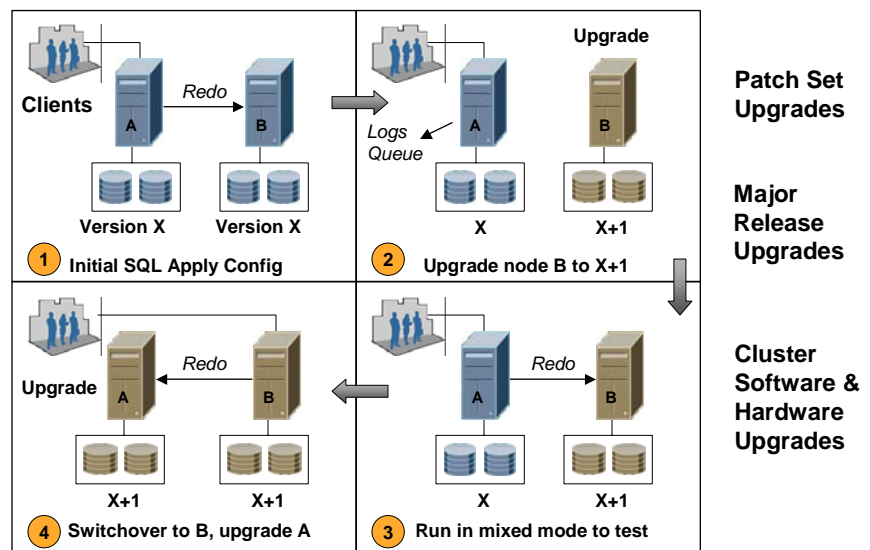 Clients
Redo
A
B
Version X
Version X
1 Initial SQL Apply Config
Upgrade
Logs
Queue
A
B
X
X+1
2 Upgrade node B to X+1
Upgrade
Redo
A
B
X+1
X+1
4 Switchover to B, upgrade A
Redo
A
B
X
X+1
3 Run in mixed mode to test
Patch Set
Upgrades
Major
Release
Upgrades
Cluster
Software &
Hardware
Upgrades